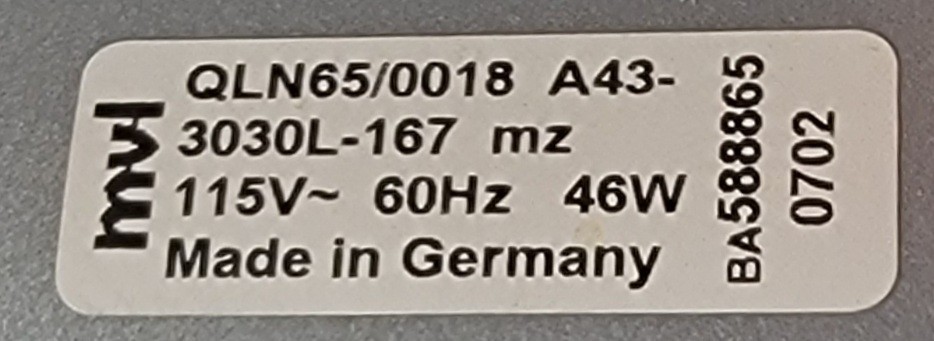 mvl
QLN65/0018 A43-
3030L-167 mz
115V~ 60Hz 46W
Made in Germany
BA588865
0702